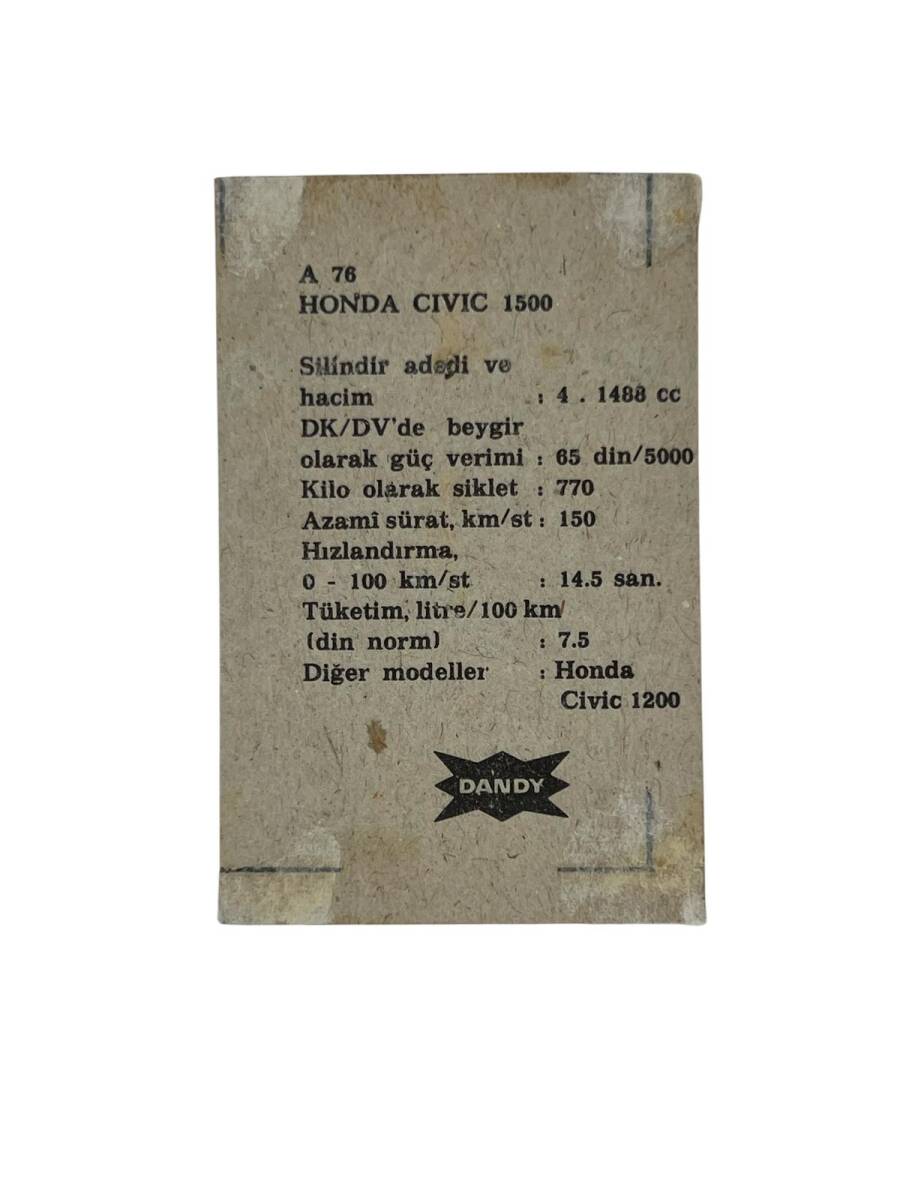 A 76
HONDA CIVIC 1500
Silindir adedi ve
hacim : 4 . 1488 cc
DK/DV'de beygir
olarak güç verimi : 65 din/5000
Kilo olarak siklet : 770
Azamî sürat, km/st : 150
Hızlandırma,
0 - 100 km/st : 14.5 san.
Tüketim, litre/100 km
(din norm) : 7.5
Diğer modeller : Honda
Civic 1200
DANDY